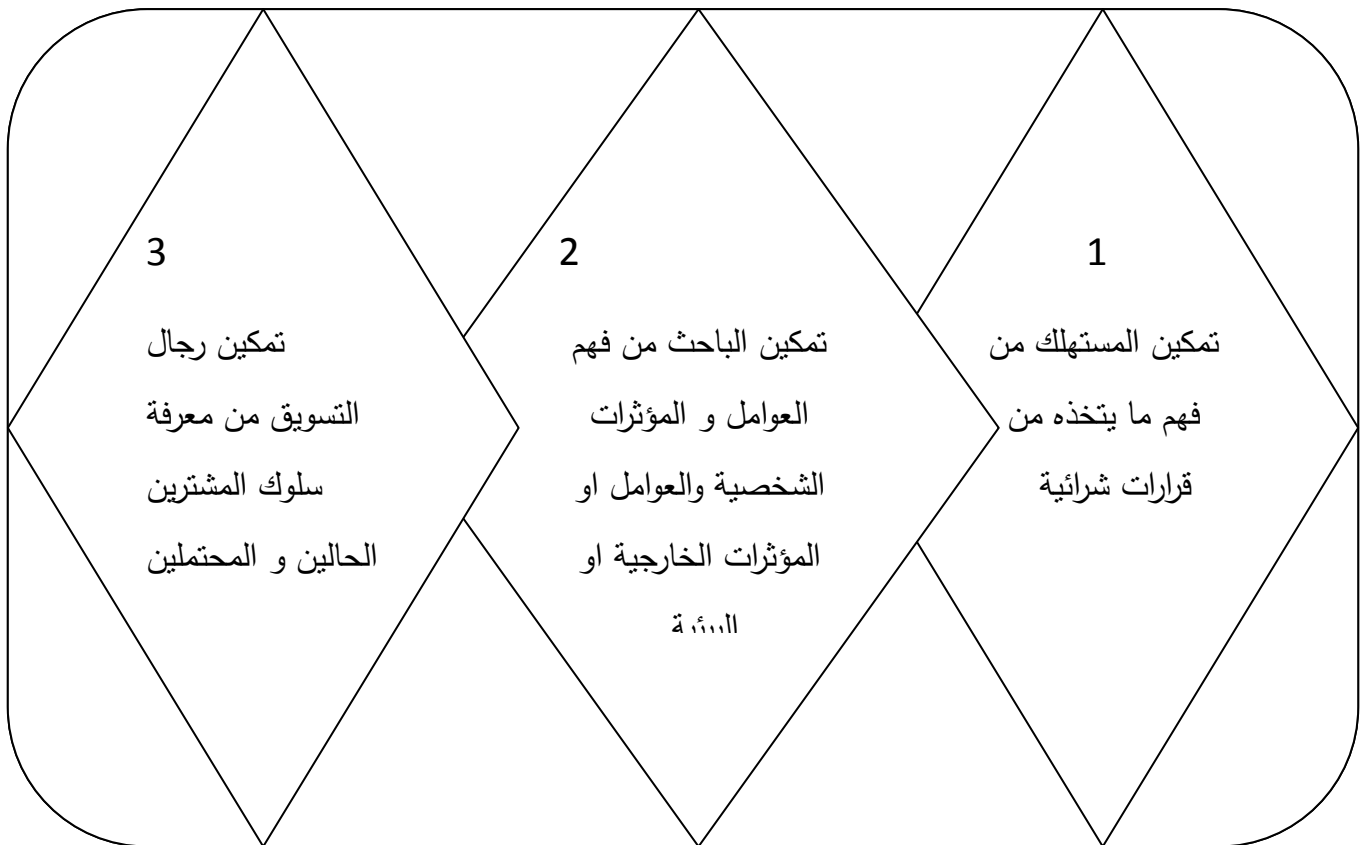 1
تمكين المستهلك من
فهم ما يتخذه من
قرارات شرائية
2
تمكين الباحث من فهم
العوامل و المؤثرات
الشخصية والعوامل او
المؤثرات الخارجية او
البيئية
3
تمكين رجال
التسويق من معرفة
سلوك المشترين
الحالين و المحتملين